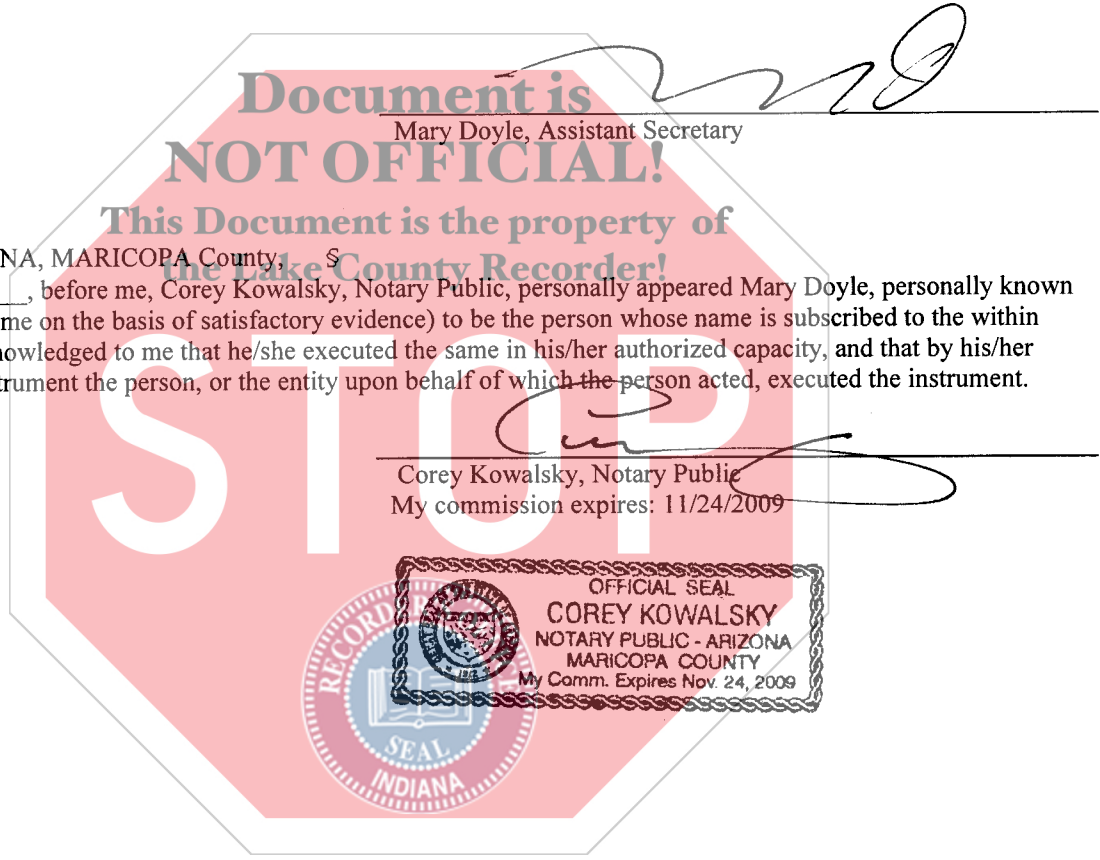 Document is
Mary Doyle, Assistant Secretary
NOT OFFICIAL!
This Document is the property of
the Lake County Recorder!
NA, MARICOPA County, §
__, before me, Corey Kowalsky, Notary Public, personally appeared Mary Doyle, personally known
me on the basis of satisfactory evidence) to be the person whose name is subscribed to the within
nowledged to me that he/she executed the same in his/her authorized capacity, and that by his/her
trument the person, or the entity upon behalf of which the person acted, executed the instrument.
STOP
Corey Kowalsky, Notary Public
My commission expires: 11/24/2009
OFFICIAL SEAL
COREY KOWALSKY
NOTARY PUBLIC - ARIZONA
MARICOPA COUNTY
My Comm. Expires Nov. 24, 2009
SEAL
INDIANA